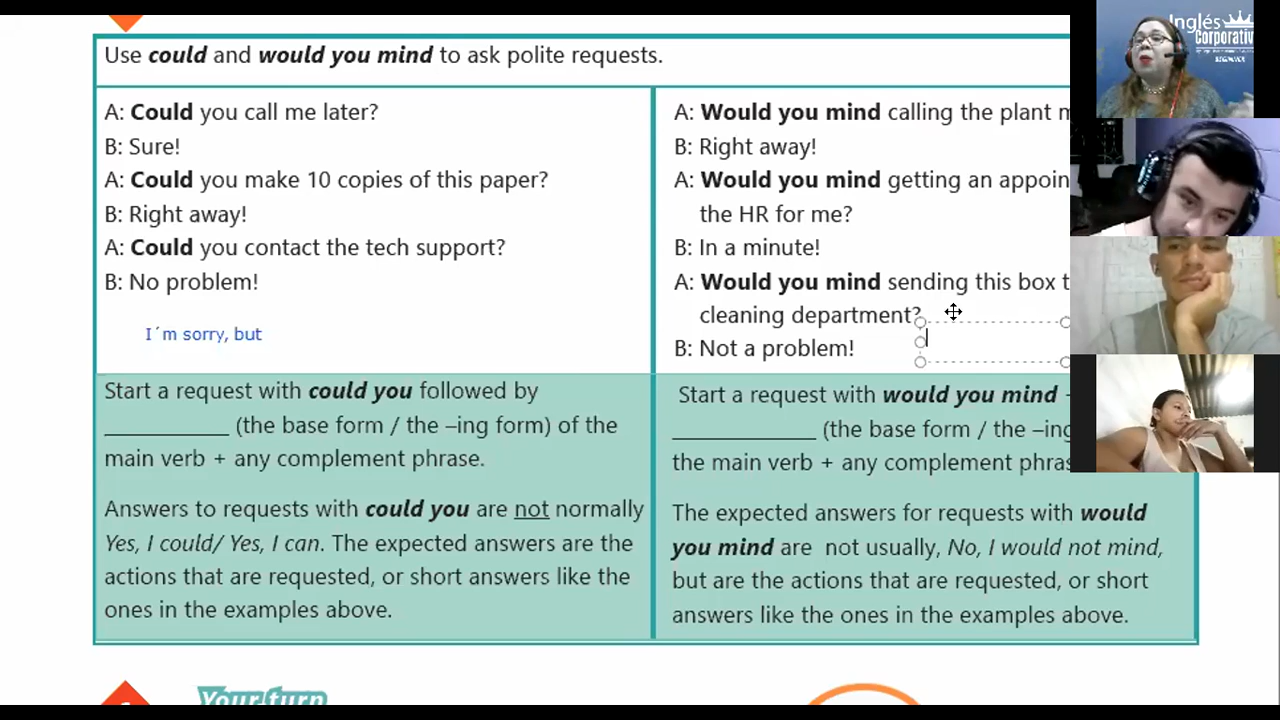 Use could and would you mind to ask polite requests.
A: Could you call me later?
B: Sure!
A: Could you make 10 copies of this paper?
B: Right away!
A: Could you contact the tech support?
B: No problem!
I´m sorry, but
A: Would you mind calling the plant
B: Right away!
A: Would you mind getting an appoin
the HR for me?
B: In a minute!
A: Would you mind sending this box t
cleaning department?
B: Not a problem!
Start a request with could you followed by
___________ (the base form / the –ing form) of the
main verb + any complement phrase.
Answers to requests with could you are not normally
Yes, I could/ Yes, I can. The expected answers are the
actions that are requested, or short answers like the
ones in the examples above.
Start a request with would you mind
_____________ (the base form / the –ing
the main verb + any complement phras
The expected answers for requests with would
you mind are not usually, No, I would not mind,
but are the actions that are requested, or short
answers like the ones in the examples above.
Your turn
Inglés
Corporativ
BEGINNER